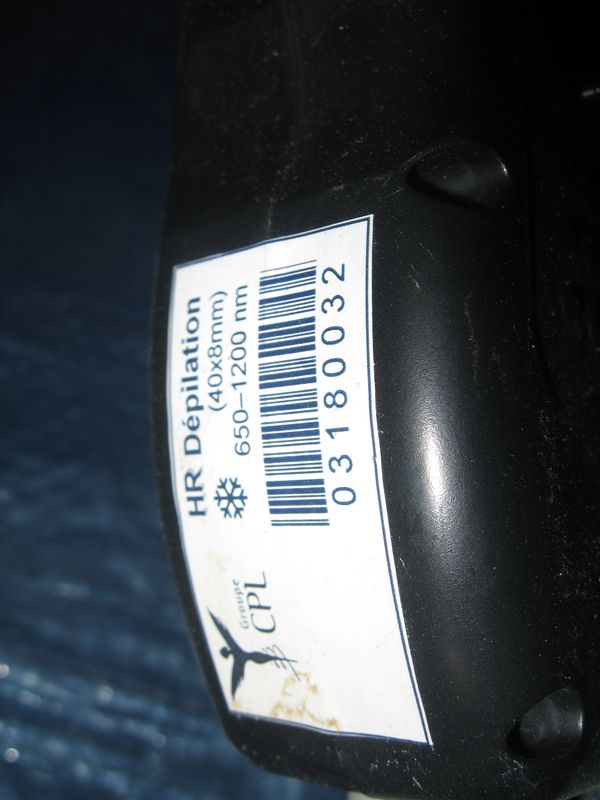 HR Dépilation
(40x8mm)
650–1200 nm
03180032
Groupe
CPL